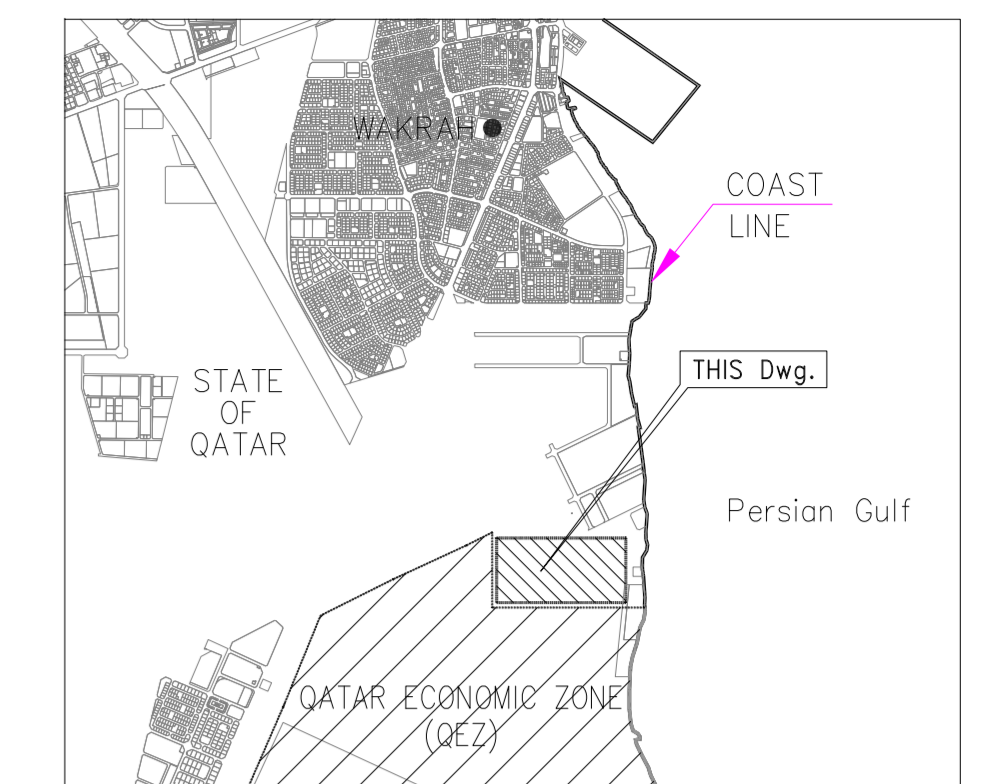 WAKRAH
COAST
LINE
THIS Dwg.
STATE
OF
QATAR
Persian Gulf
QATAR ECONOMIC ZONE
(QEZ)